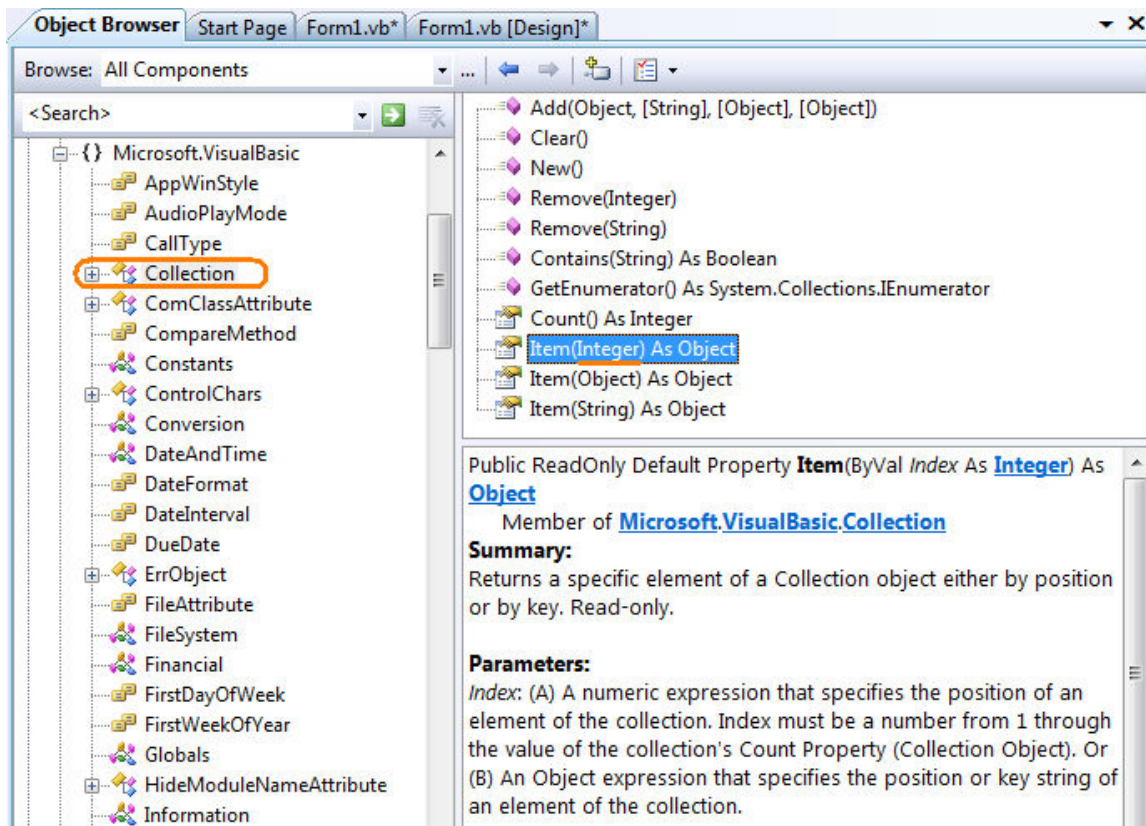 Object Browser Start Page Form1.vb* Form1.vb [Design]*
Browse: All Components ...
<Search>
{} Microsoft.VisualBasic
AppWinStyle
AudioPlayMode
CallType
Collection
ComClassAttribute
CompareMethod
Constants
ControlChars
Conversion
DateAndTime
DateFormat
DateInterval
DueDate
ErrObject
FileAttribute
FileSystem
Financial
FirstDayOfWeek
FirstWeekOfYear
Globals
HideModuleNameAttribute
Information
Add(Object, [String], [Object], [Object])
Clear()
New()
Remove(Integer)
Remove(String)
Contains(String) As Boolean
GetEnumerator() As System.Collections.IEnumerator
Count() As Integer
Item(Integer) As Object
Item(Object) As Object
Item(String) As Object
Public ReadOnly Default Property Item(ByVal Index As Integer) As
Object
Member of Microsoft.VisualBasic.Collection
Summary:
Returns a specific element of a Collection object either by position
or by key. Read-only.
Parameters:
Index: (A) A numeric expression that specifies the position of an
element of the collection. Index must be a number from 1 through
the value of the collection's Count Property (Collection Object). Or
(B) An Object expression that specifies the position or key string of
an element of the collection.